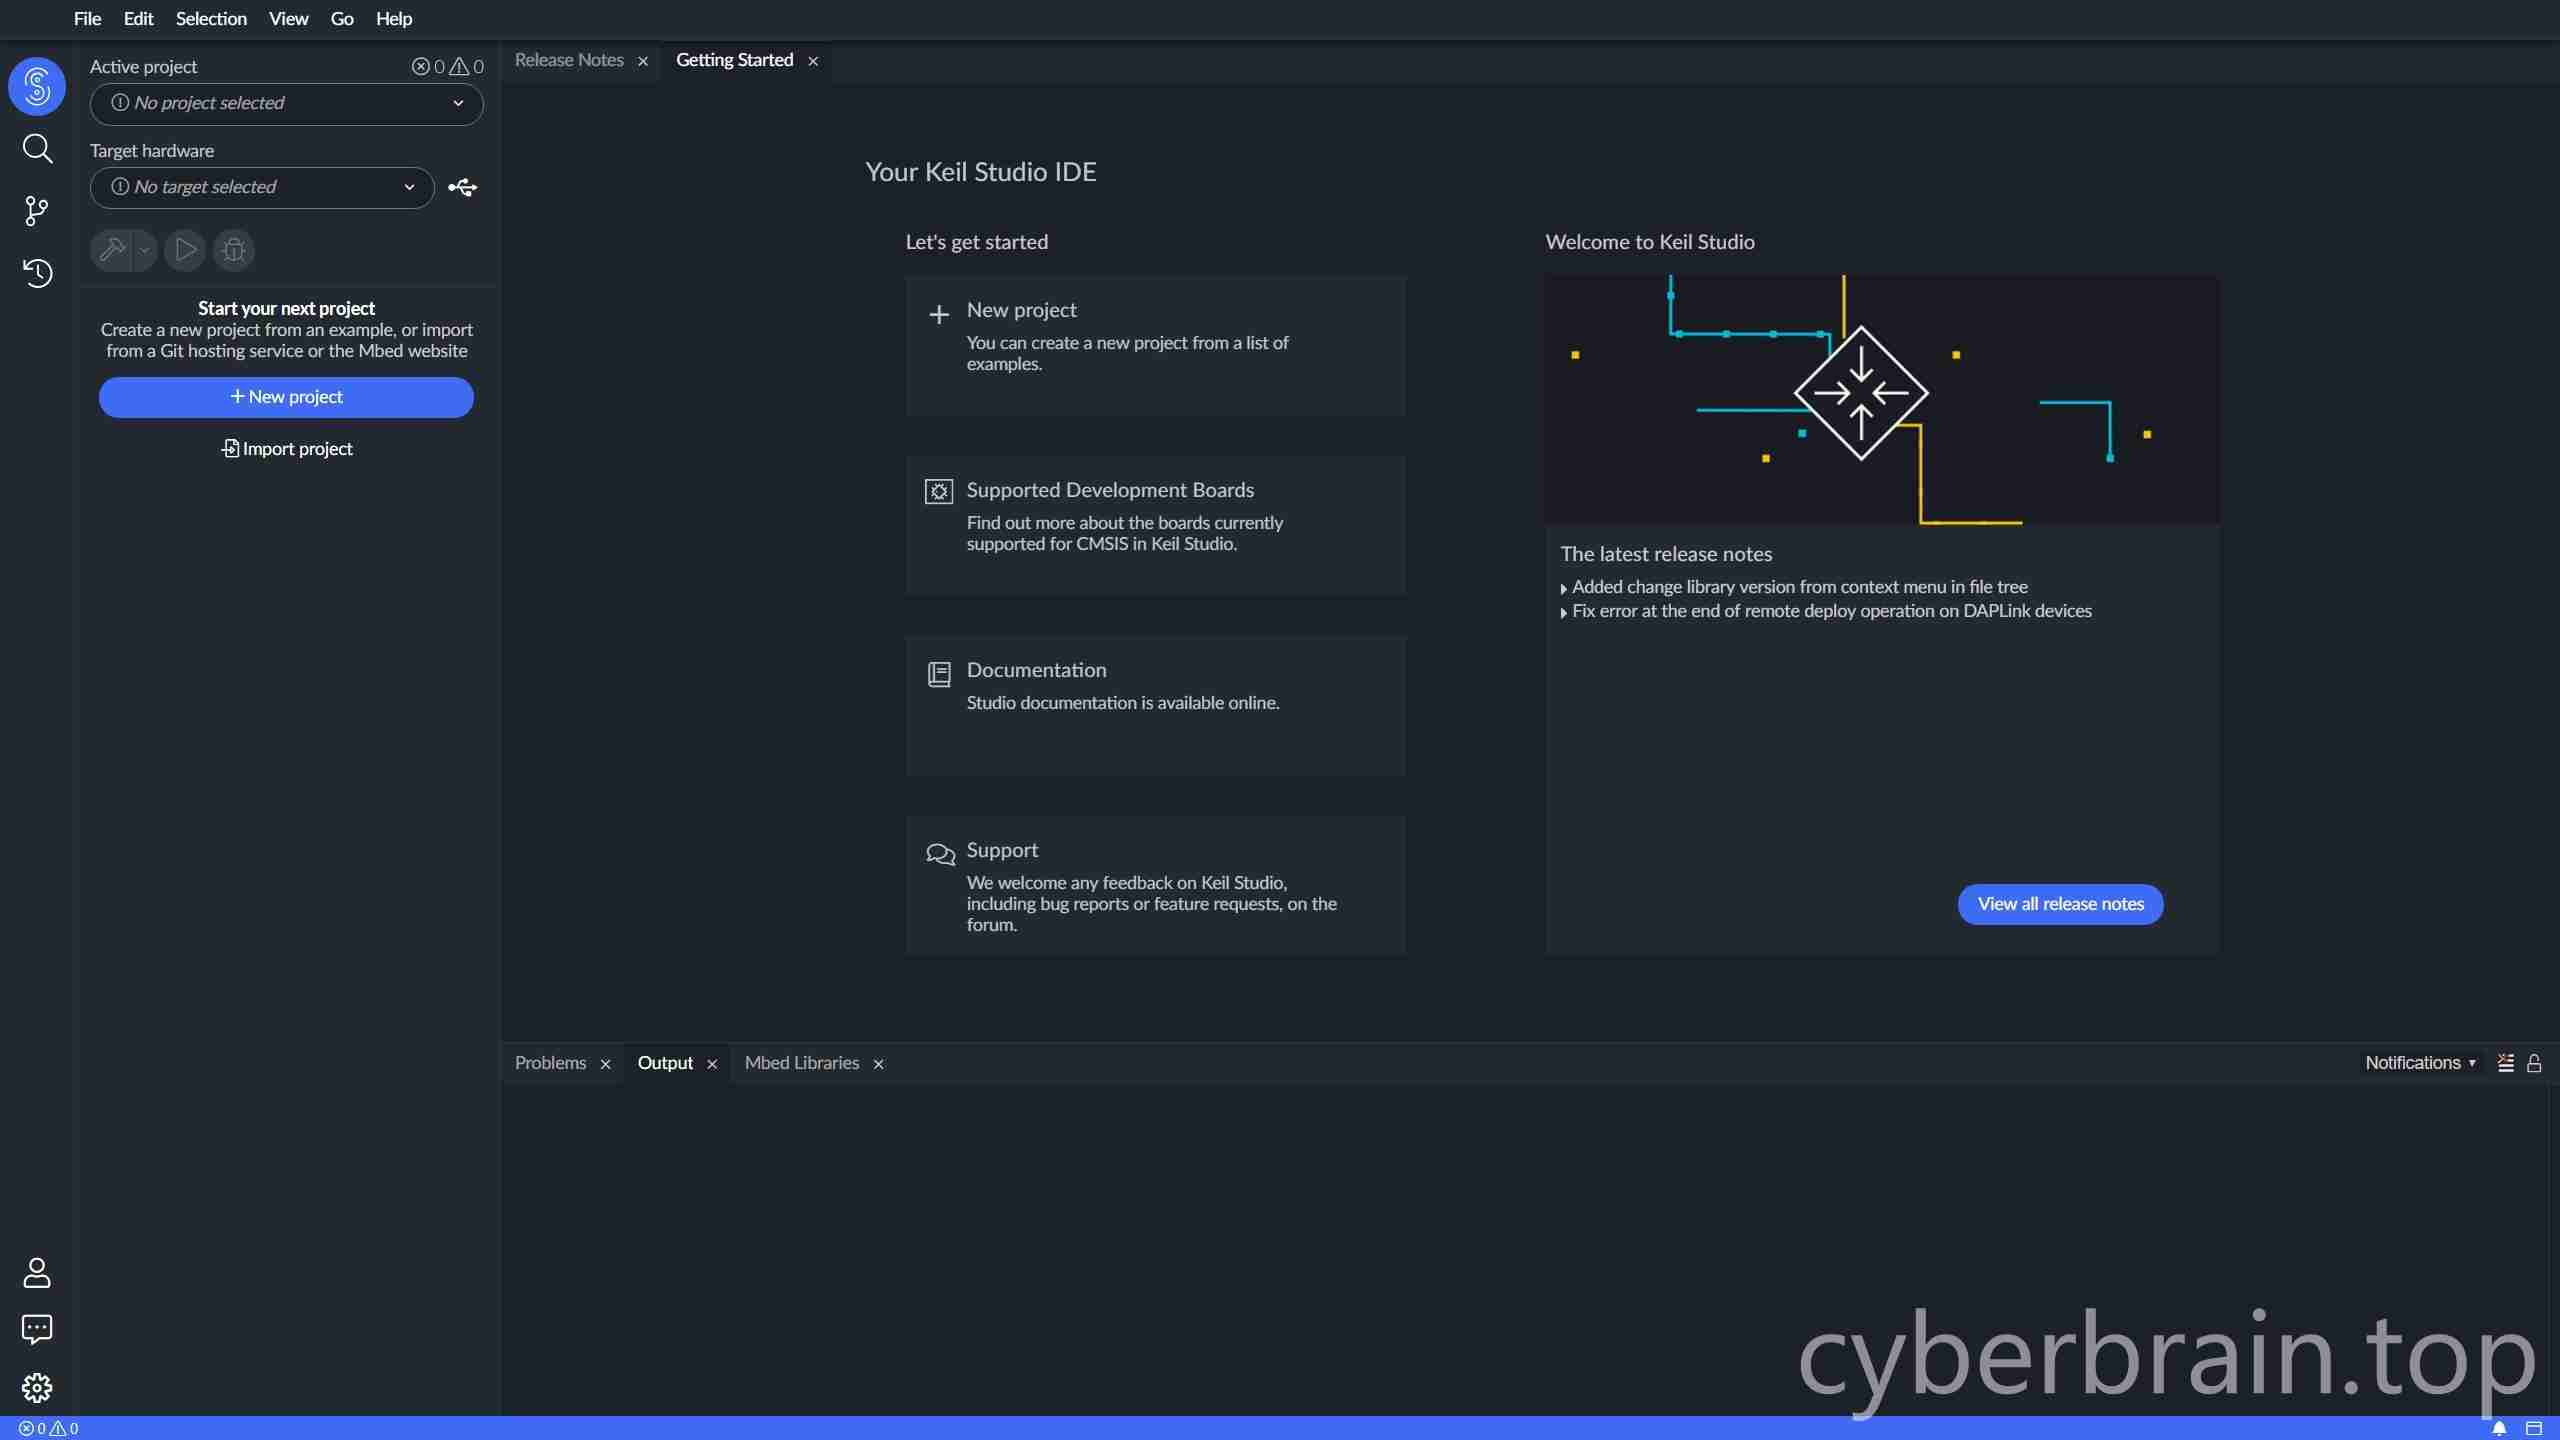 File Edit Selection View Go Help
Active project 0 0
No project selected
Target hardware
No target selected
Start your next project
Create a new project from an example, or import
from a Git hosting service or the Mbed website
New project
Import project
Release Notes
Getting Started
Your Keil Studio IDE
Let's get started
New project
You can create a new project from a list of
examples.
Supported Development Boards
Find out more about the boards currently
supported for CMSIS in Keil Studio.
Documentation
Studio documentation is available online.
Support
We welcome any feedback on Keil Studio,
including bug reports or feature requests, on the
forum.
Welcome to Keil Studio
The latest release notes
Added change library version from context menu in file tree
Fix error at the end of remote deploy operation on DAPLink devices
View all release notes
Problems
Output
Mbed Libraries
Notifications
cyberbrain.top
0 0